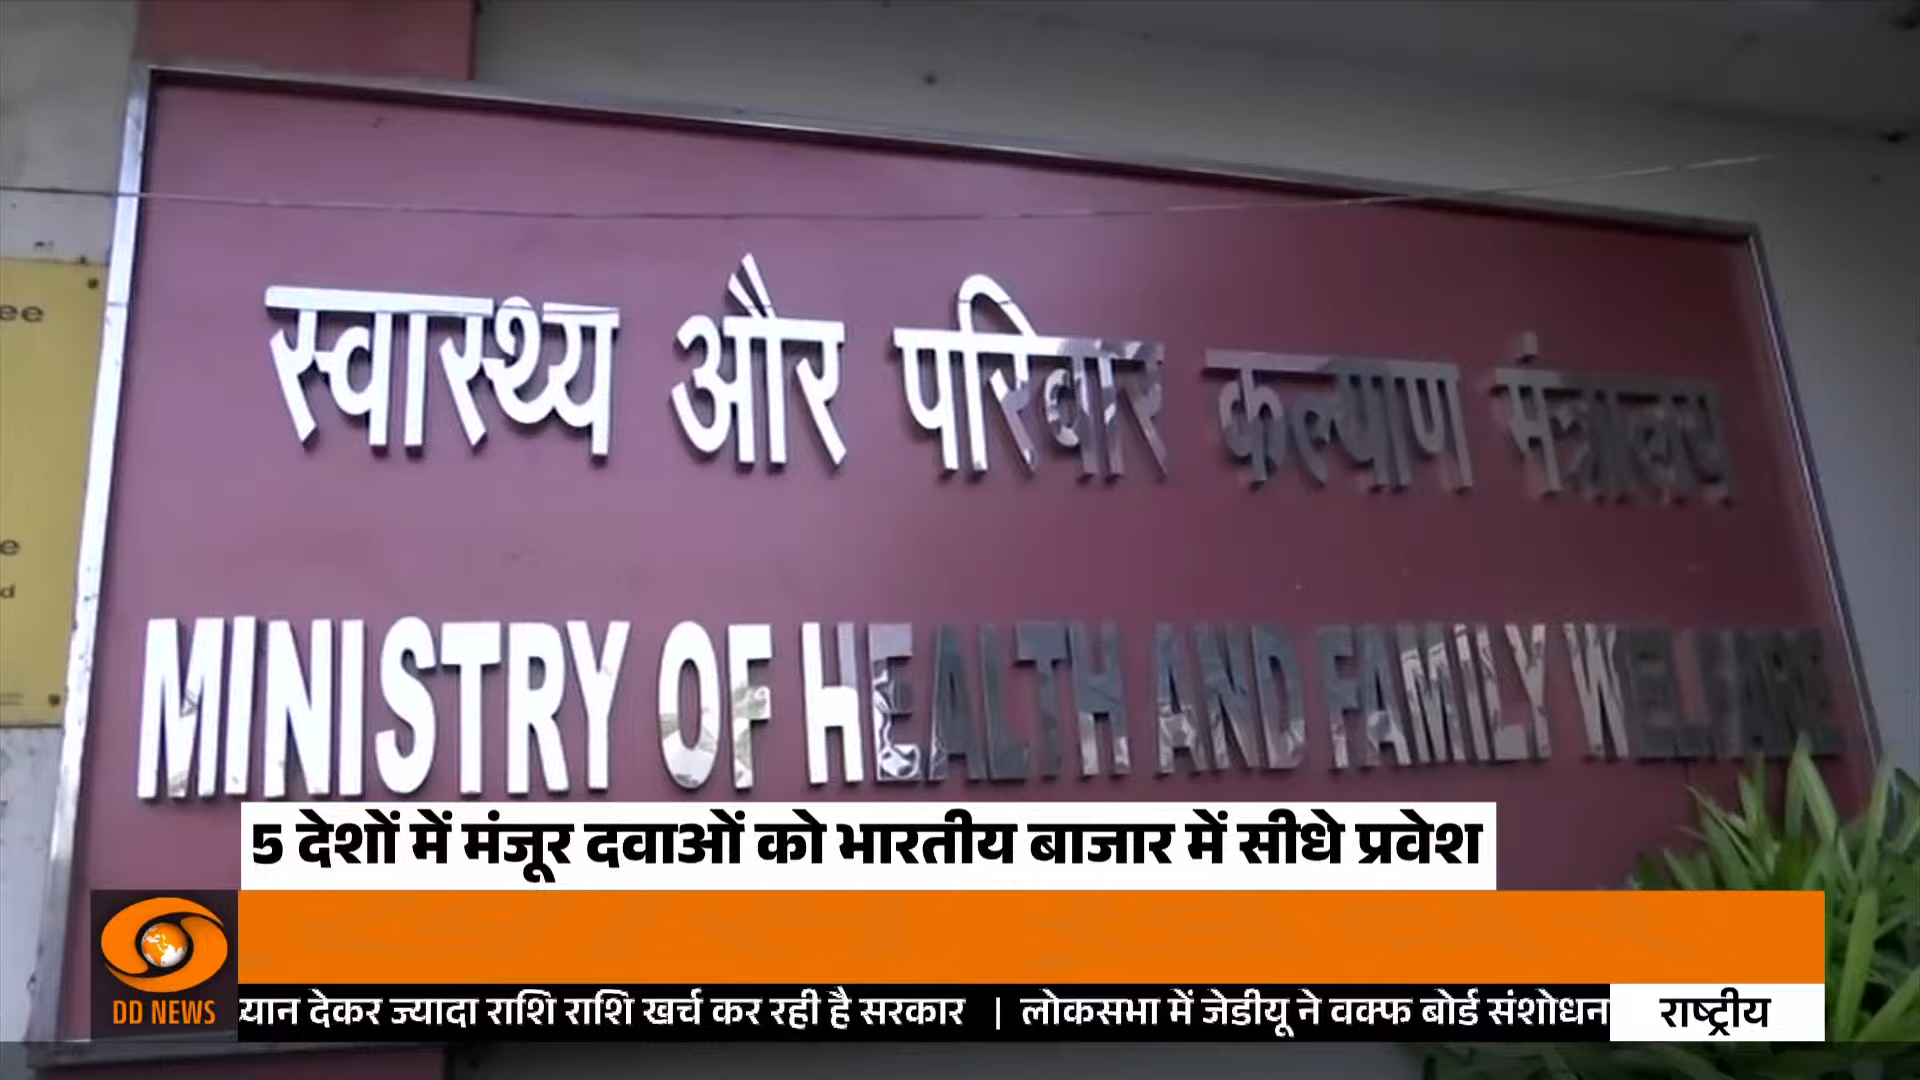 ee
स्वास्थ्य और परिवार कल्याण मंत्रालय
e
d
MINISTRY OF HEALTH AND FAMILY WELFARE
5 देशों में मंजूर दवाओं को भारतीय बाजार में सीधे प्रवेश
DD NEWS
यान देकर ज्यादा राशि राशि खर्च कर रही है सरकार | लोकसभा में जेडीयू ने वक्फ बोर्ड संशोधन
राष्ट्रीय